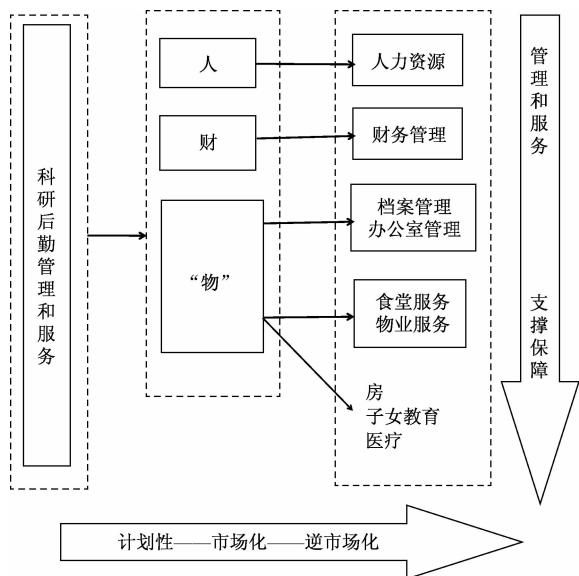 科研后勤管理和服务
人
财
“物”
人力资源
财务管理
档案管理
办公室管理
食堂服务
物业服务
房
子女教育
医疗
管理和服务
支撑保障
计划性——市场化——逆市场化